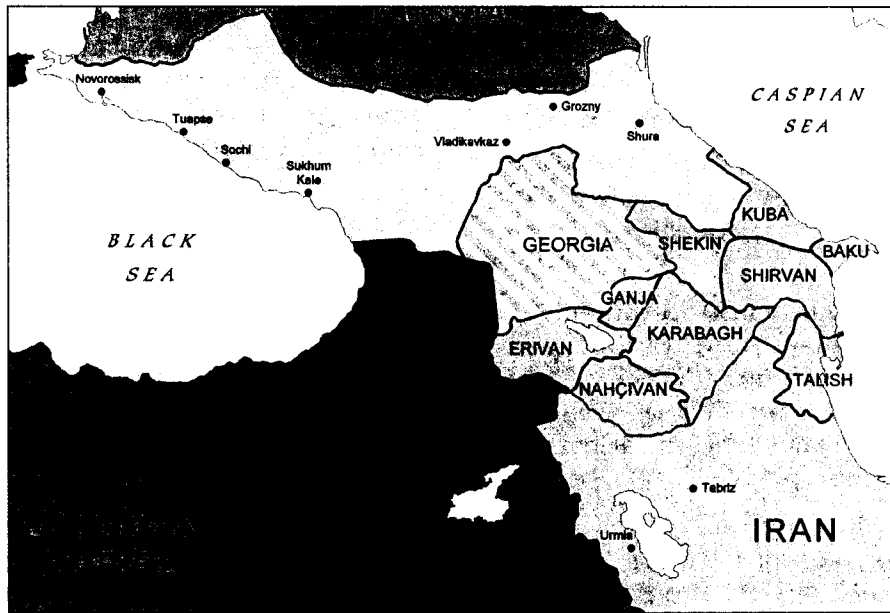 Novorossisk
Tuapse
Sochi
Sukhum
Kale
Vladikavkaz
Grozny
Shura
CASPIAN
SEA
BLACK
SEA
GEORGIA
SHEKIN
KUBA
BAKU
SHIRVAN
GANJA
KARABAGH
ERIVAN
NAHÇIVAN
TALISH
Tabriz
Urmia
IRAN